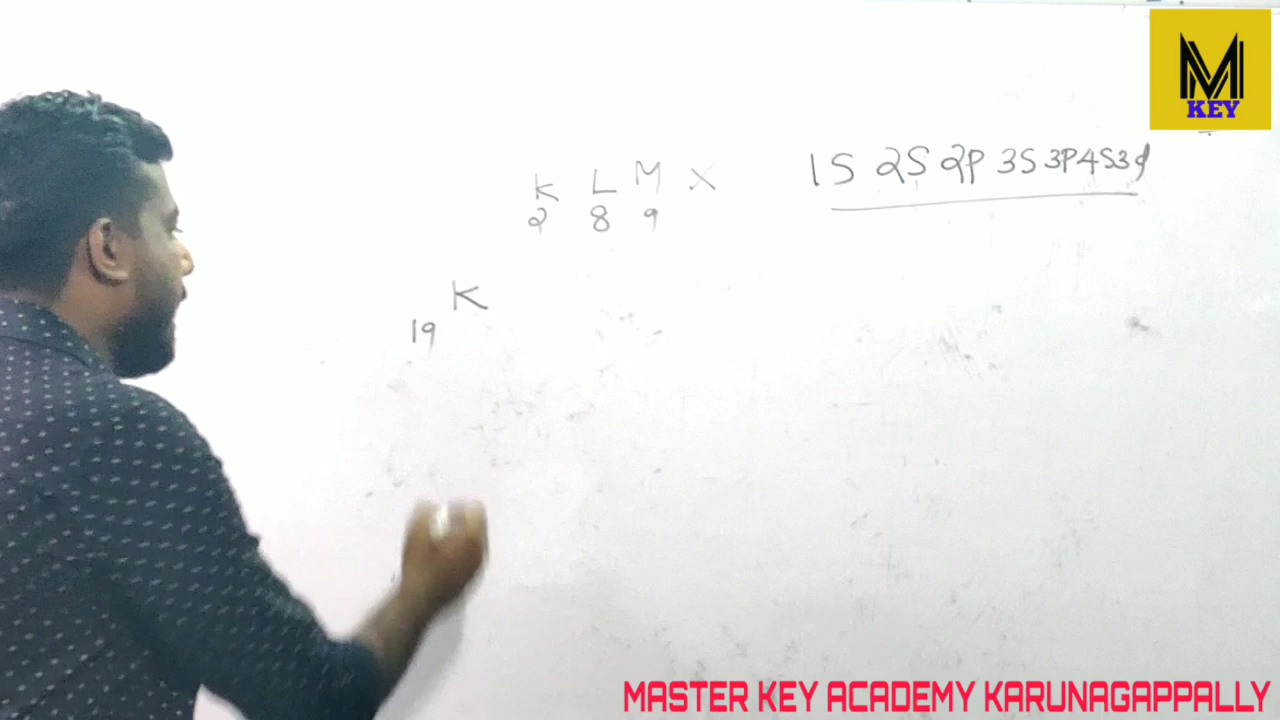 M
KEY
K L M X
2 8 9
1S 2S 2P 3S 3P 4S 3d
K
19
MASTER KEY ACADEMY KARUNAGAPPALLY